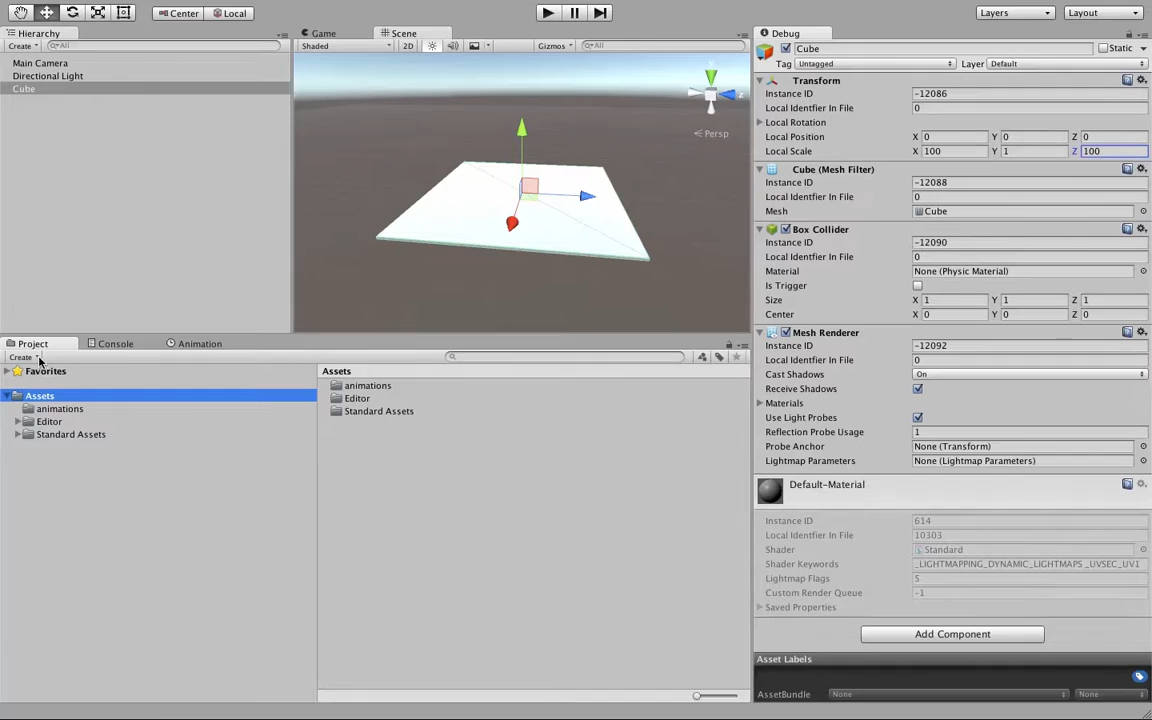 Center Local Layers Layout
Hierarchy
Create All
Main Camera
Directional Light
Cube
Game Scene
Shaded 2D Gizmos All
z
Persp
Project Console Animation
Create
Favorites
Assets
animations
Editor
Standard Assets
Assets
animations
Editor
Standard Assets
Debug
Cube Static
Tag Untagged Layer Default
Transform
Instance ID -12086
Local Identifier In File 0
Local Rotation
Local Position X 0 Y 0 Z 0
Local Scale X 100 Y 1 Z 100
Cube (Mesh Filter)
Instance ID -12088
Local Identifier In File 0
Mesh Cube
Box Collider
Instance ID -12090
Local Identifier In File 0
Material None (Physic Material)
Is Trigger
Size X 1 Y 1 Z 1
Center X 0 Y 0 Z 0
Mesh Renderer
Instance ID -12092
Local Identifier In File 0
Cast Shadows On
Receive Shadows
Materials
Use Light Probes
Reflection Probe Usage 1
Probe Anchor None (Transform)
Lightmap Parameters None (Lightmap Parameters)
Default-Material
Instance ID 614
Local Identfier In File 10303
Shader Standard
Shader Keywords _LIGHTMAPPING_DYNAMIC_LIGHTMAPS _UVSEC_UV1
Lightmap Flags 5
Custom Render Queue -1
Saved Properties
Add Component
Asset Labels
AssetBundle None None